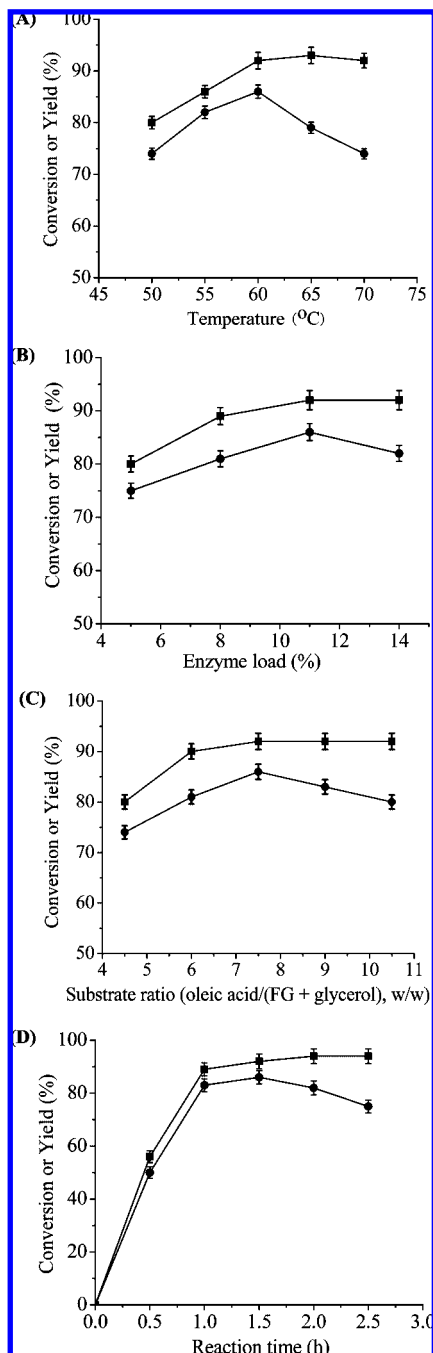 (A)
100
90
80
70
60
50
Conversion or Yield (%)
45 50 55 60 65 70 75
Temperature (°C)
(B)
100
90
80
70
60
50
Conversion or Yield (%)
4 6 8 10 12 14
Enzyme load (%)
(C)
100
90
80
70
60
50
Conversion or Yield (%)
4 5 6 7 8 9 10 11
Substrate ratio (oleic acid/(FG + glycerol), w/w)
(D)
100
80
60
40
20
0
Conversion or Yield (%)
0.0 0.5 1.0 1.5 2.0 2.5 3.0
Reaction time (h)